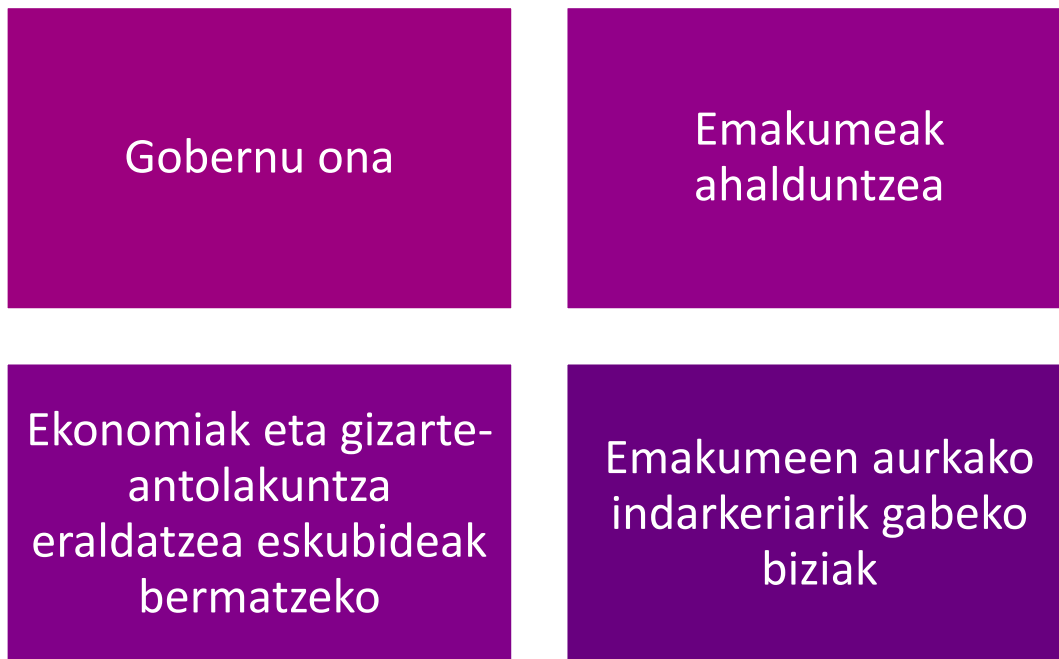 Gobernu ona
Emakumeak
ahalduntzea
Ekonomiak eta gizarte-
antolakuntza
eraldatzea eskubideak
bermatzeko
Emakumeen aurkako
indarkeriarik gabeko
biziak